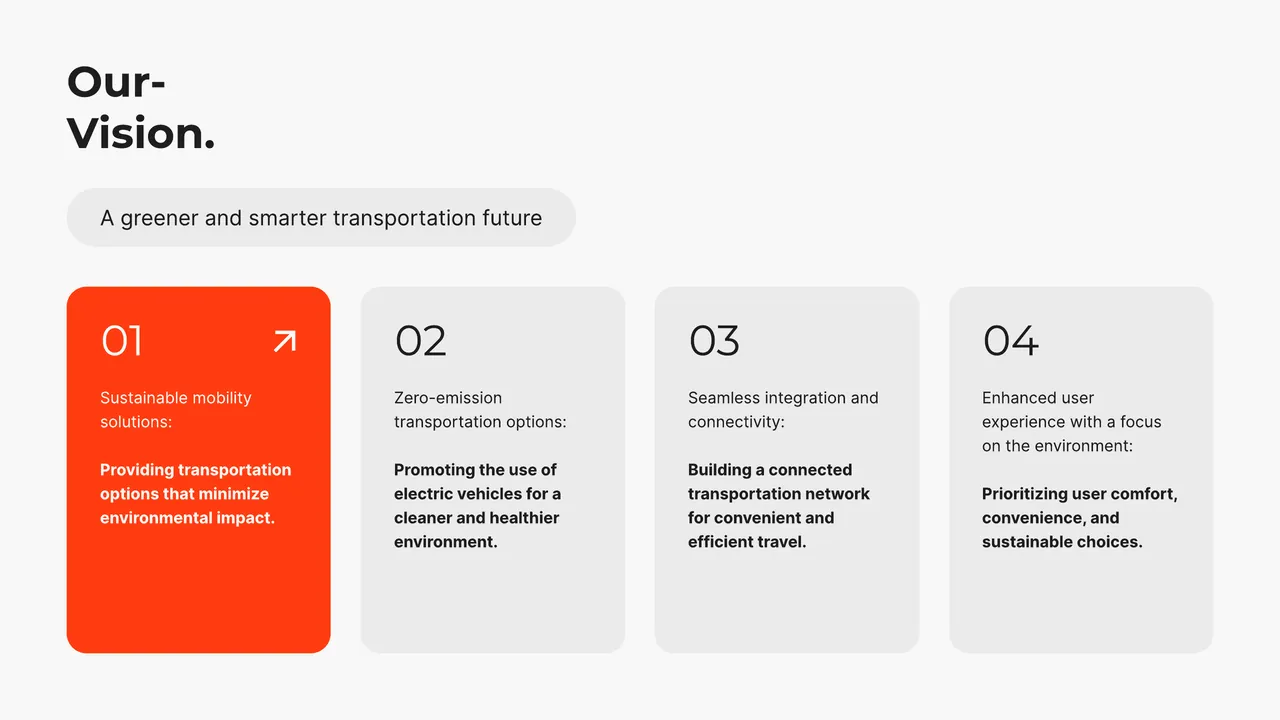 Our-
Vision.
A greener and smarter transportation future
01
Sustainable mobility
solutions:
Providing transportation
options that minimize
environmental impact.
02
Zero-emission
transportation options:
Promoting the use of
electric vehicles for a
cleaner and healthier
environment.
03
Seamless integration and
connectivity:
Building a connected
transportation network
for convenient and
efficient travel.
04
Enhanced user
experience with a focus
on the environment:
Prioritizing user comfort,
convenience, and
sustainable choices.